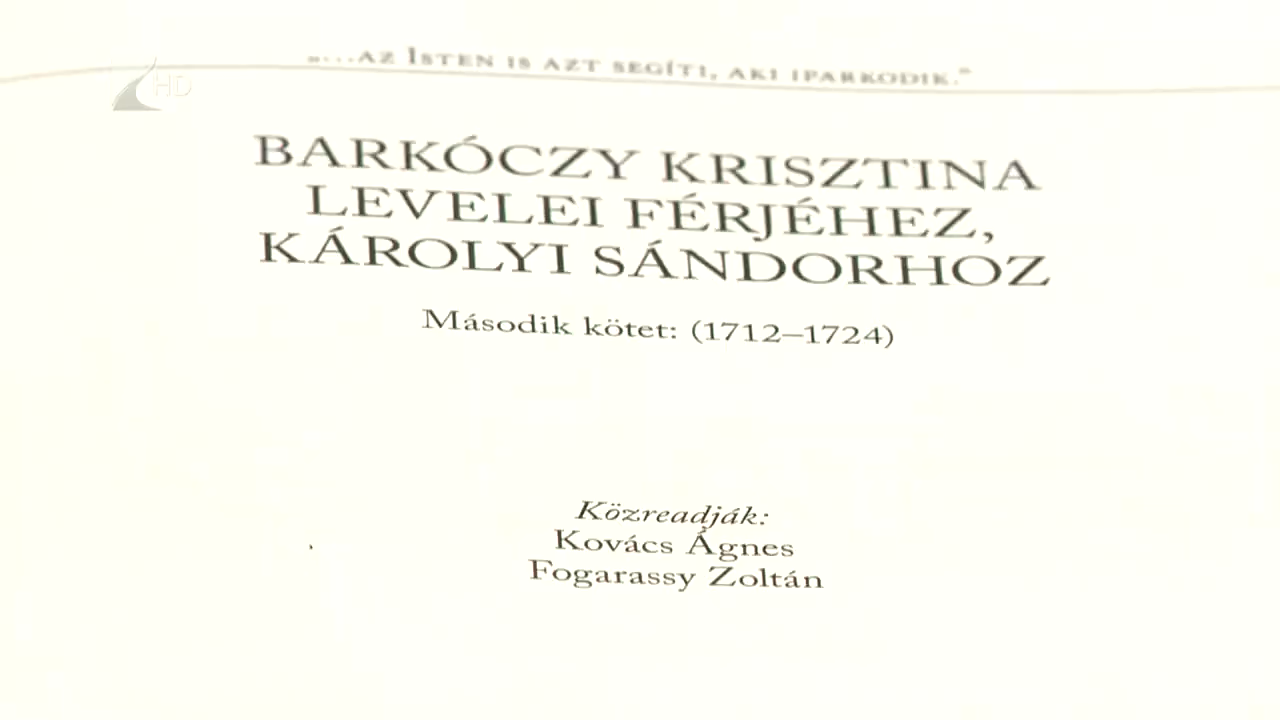 „…az Isten is azt segíti, aki iparkodik."
HD
BARKÓCZY KRISZTINA
LEVELEI FÉRJÉHEZ,
KÁROLYI SÁNDORHOZ
Második kötet: (1712–1724)
Közreadják:
Kovács Ágnes
Fogarassy Zoltán